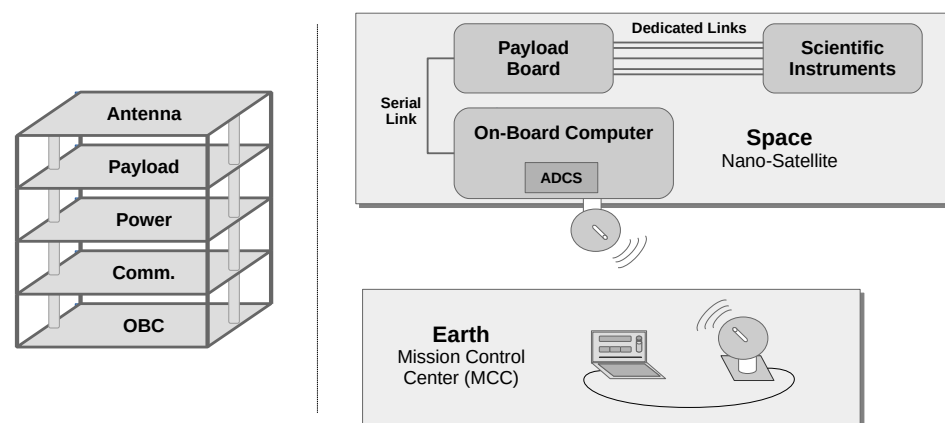 Antenna
Payload
Power
Comm.
OBC
Payload
Board
Dedicated Links
Scientific
Instruments
Serial
Link
On-Board Computer
ADCS
Space
Nano-Satellite
Earth
Mission Control
Center (MCC)